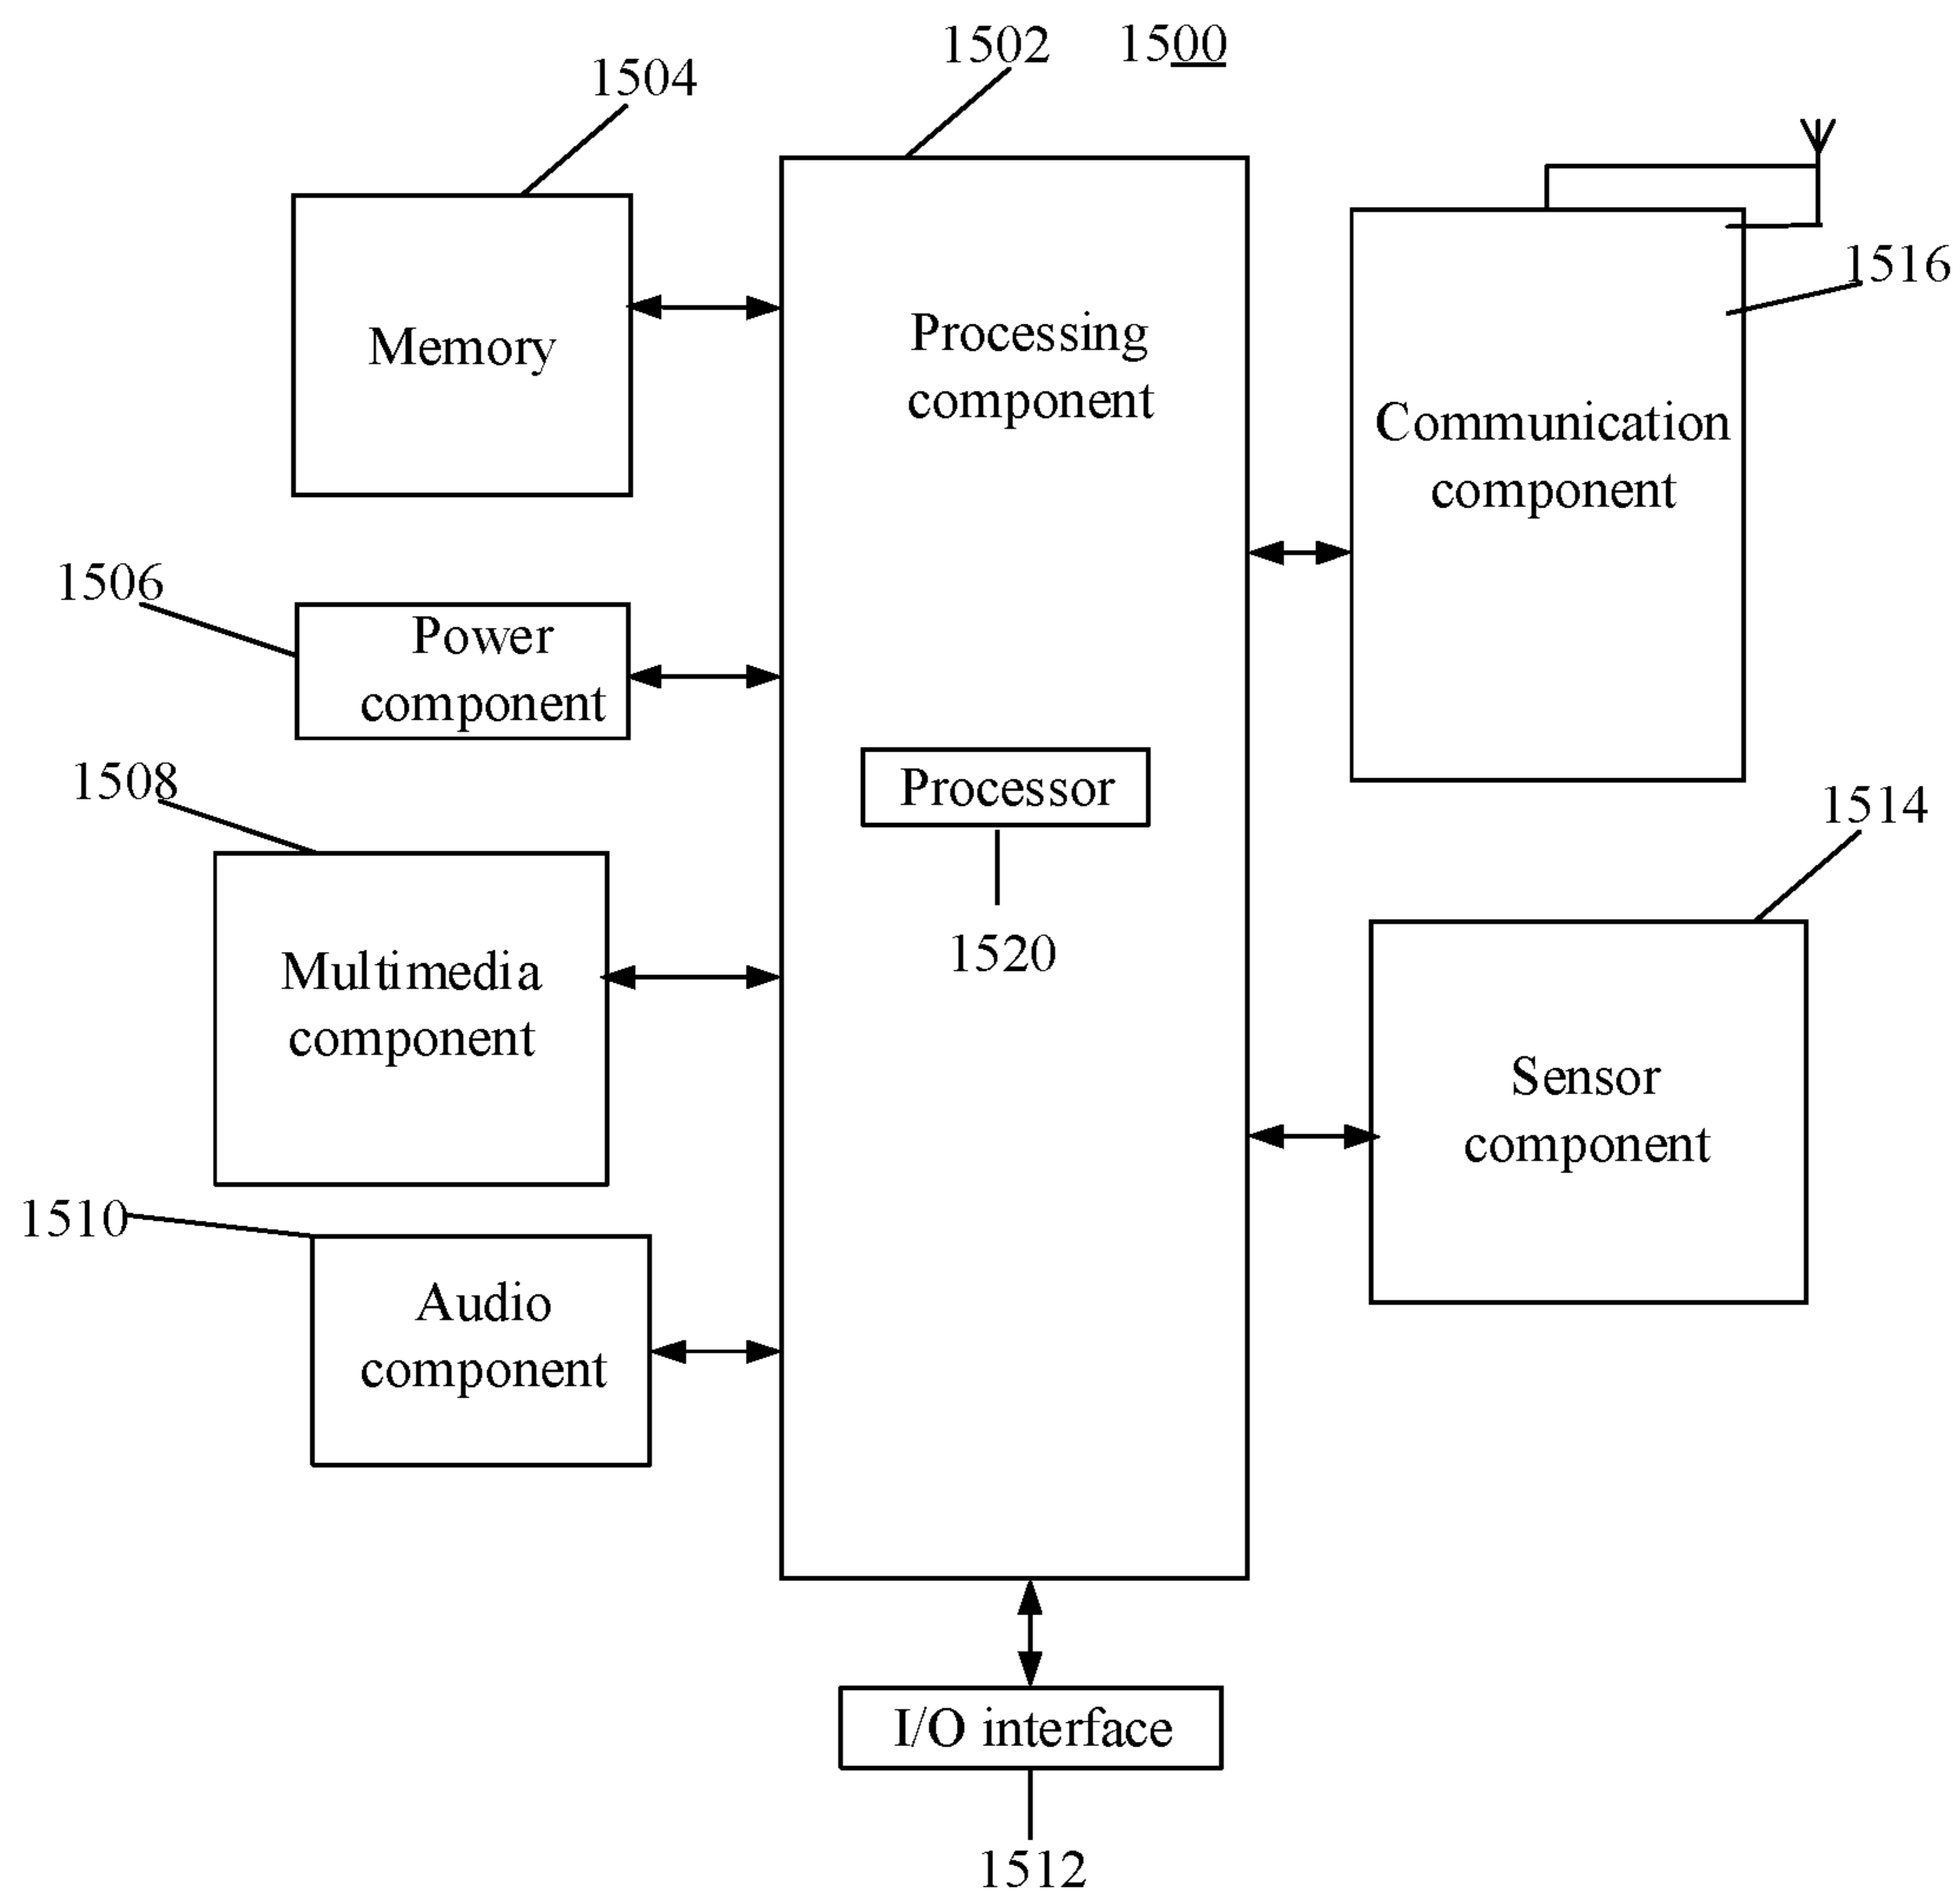 1502
1500
1504
Memory
Processing
component
1516
Communication
component
1506
Power
component
1508
Processor
1514
1520
Multimedia
component
Sensor
component
1510
Audio
component
I/O interface
1512